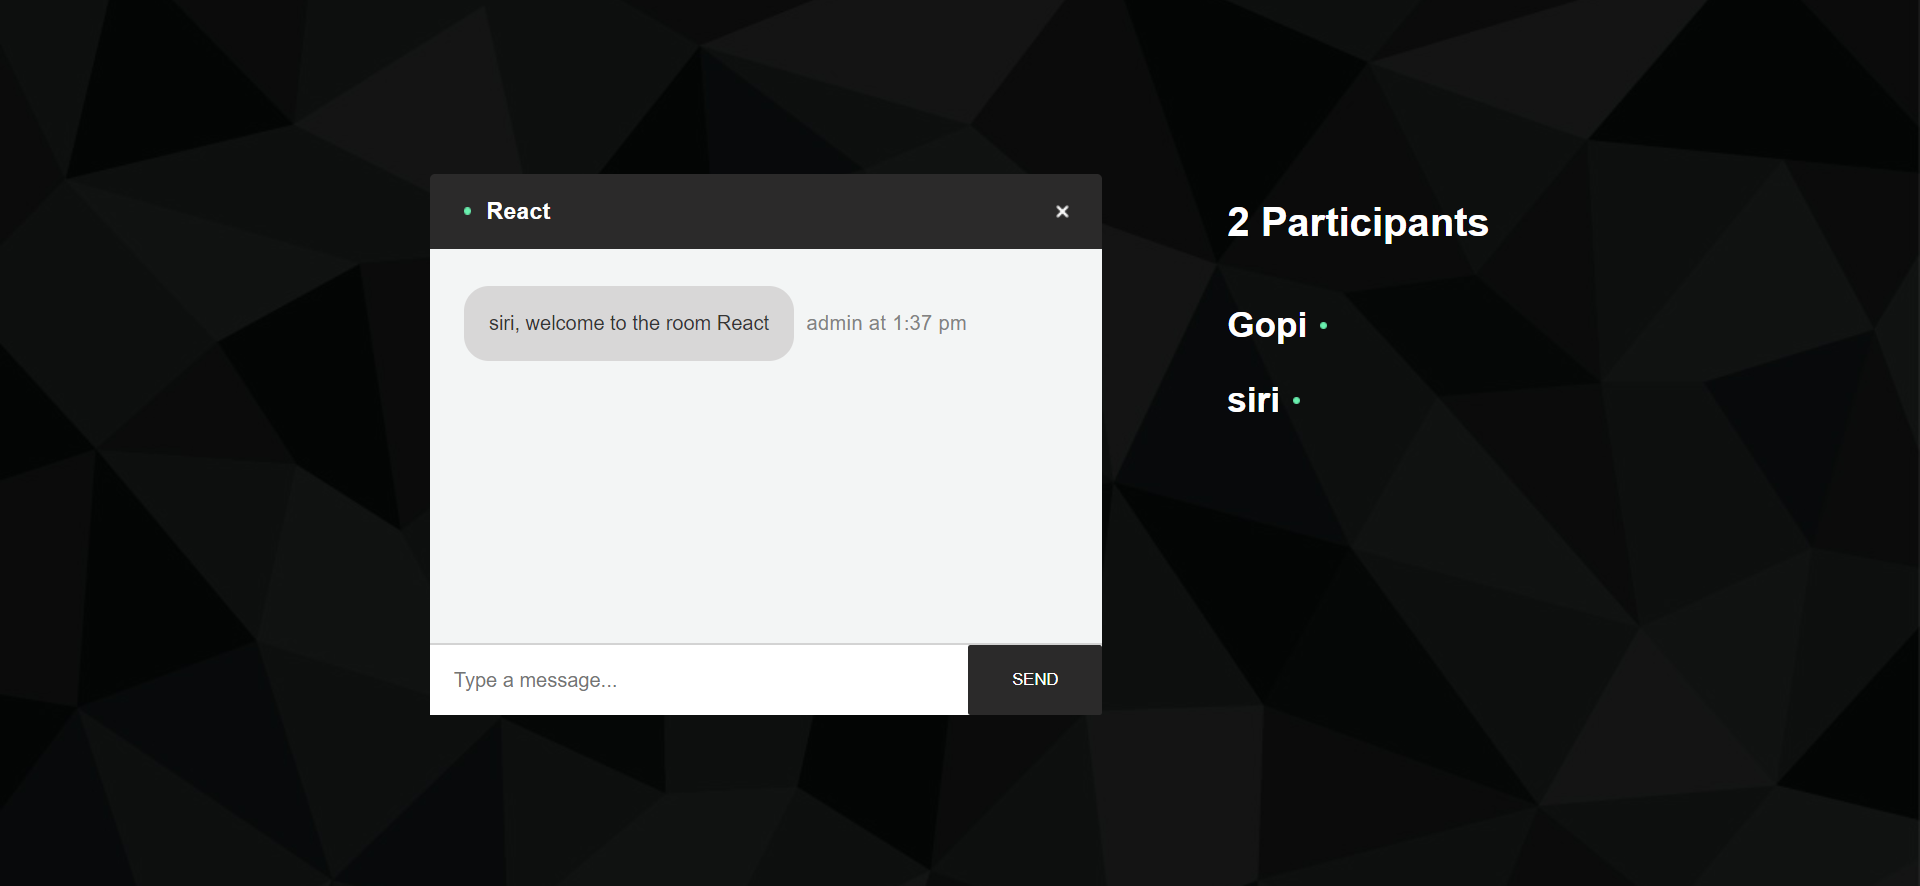 React
siri, welcome to the room React admin at 1:37 pm
Type a message...
SEND
2 Participants
Gopi
siri